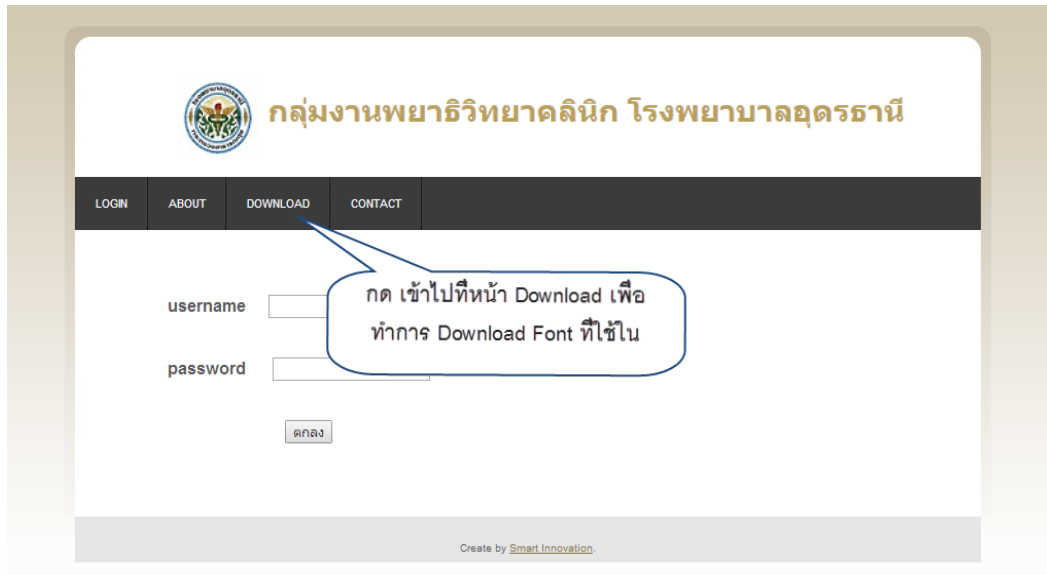 กลุ่มงานพยาธิวิทยาคลินิก โรงพยาบาลอุดรธานี
LOGIN ABOUT DOWNLOAD CONTACT
กด เข้าไปที่หน้า Download เพื่อ
ทำการ Download Font ที่ใช้ใน
username
password
ตกลง
Create by Smart Innovation.